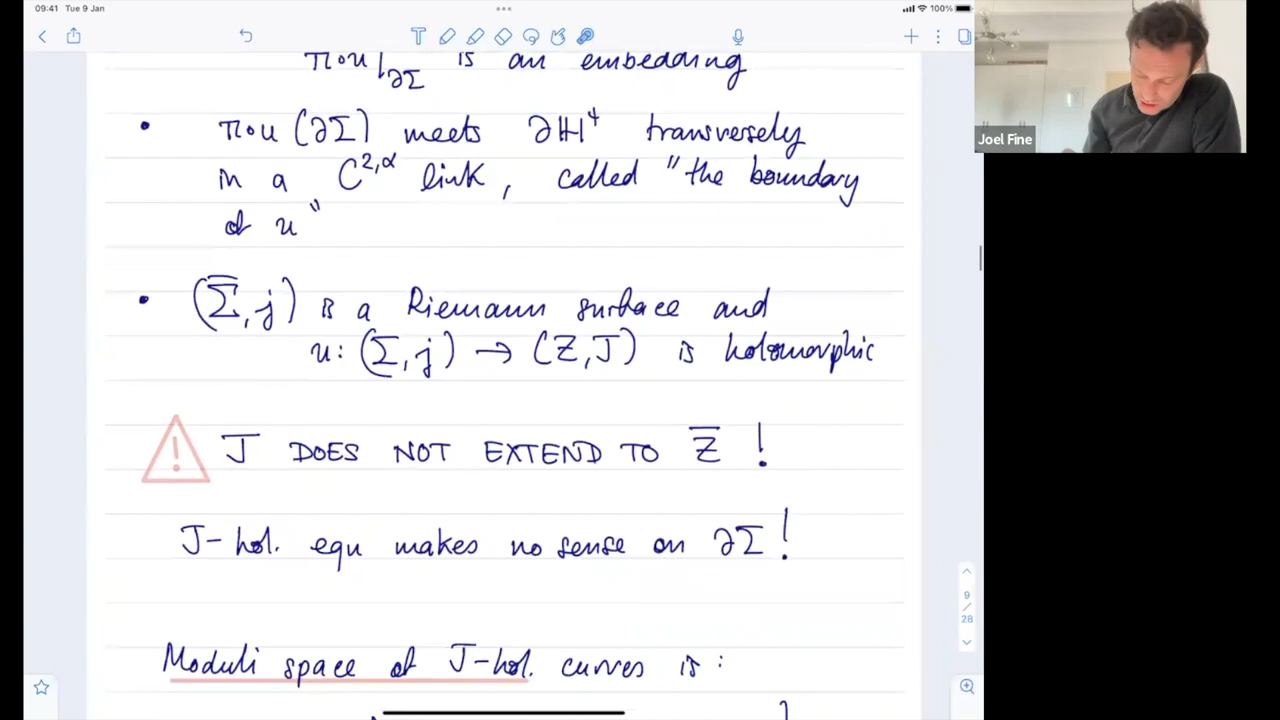 09:41 Tue 9 Jan
100%
π∘u|∂Σ is an embedding
• π∘u (∂Σ) meets ∂ℍ⁴ transversely
in a C^{2,α} link, called "the boundary
of u"
• (Σ̅, j) is a Riemann surface and
u: (Σ, j) → (Z, J) is holomorphic
! J DOES NOT EXTEND TO Z̅ !
J-hol. equ makes no sense on ∂Σ !
Moduli space of J-hol. curves is :
9
/
28
Joel Fine